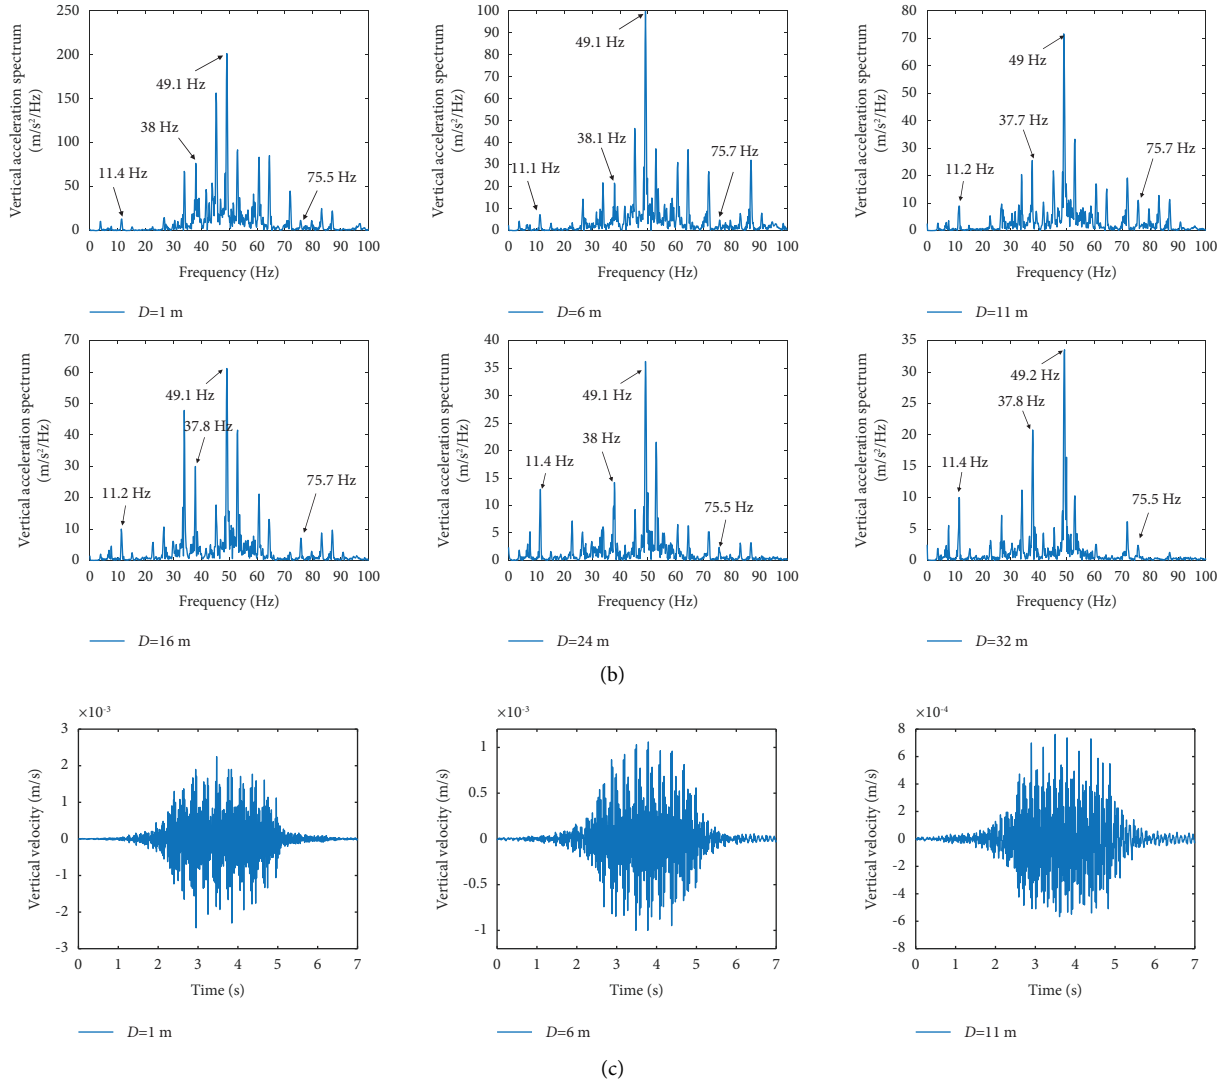 Vertical acceleration spectrum
(m/s²/Hz)
250
200
150
100
50
0
49.1 Hz
38 Hz
11.4 Hz
75.5 Hz
0 10 20 30 40 50 60 70 80 90 100
Frequency (Hz)
D=1 m
Vertical acceleration spectrum
(m/s²/Hz)
100
90
80
70
60
50
40
30
20
10
0
49.1 Hz
38.1 Hz
11.1 Hz
75.7 Hz
0 10 20 30 40 50 60 70 80 90 100
Frequency (Hz)
D=6 m
Vertical acceleration spectrum
(m/s²/Hz)
80
70
60
50
40
30
20
10
0
49 Hz
37.7 Hz
11.2 Hz
75.7 Hz
0 10 20 30 40 50 60 70 80 90 100
Frequency (Hz)
D=11 m
Vertical acceleration spectrum
(m/s²/Hz)
70
60
50
40
30
20
10
0
49.1 Hz
37.8 Hz
11.2 Hz
75.7 Hz
0 10 20 30 40 50 60 70 80 90 100
Frequency (Hz)
D=16 m
Vertical acceleration spectrum
(m/s²/Hz)
40
35
30
25
20
15
10
5
0
49.1 Hz
38 Hz
11.4 Hz
75.5 Hz
0 10 20 30 40 50 60 70 80 90 100
Frequency (Hz)
D=24 m
Vertical acceleration spectrum
(m/s²/Hz)
35
30
25
20
15
10
5
0
49.2 Hz
37.8 Hz
11.4 Hz
75.5 Hz
0 10 20 30 40 50 60 70 80 90 100
Frequency (Hz)
D=32 m
(b)
×10⁻³
Vertical velocity (m/s)
3
2
1
0
-1
-2
-3
0 1 2 3 4 5 6 7
Time (s)
D=1 m
×10⁻³
Vertical velocity (m/s)
1
0.5
0
-0.5
-1
0 1 2 3 4 5 6 7
Time (s)
D=6 m
×10⁻⁴
Vertical velocity (m/s)
8
6
4
2
0
-2
-4
-6
-8
0 1 2 3 4 5 6 7
Time (s)
D=11 m
(c)